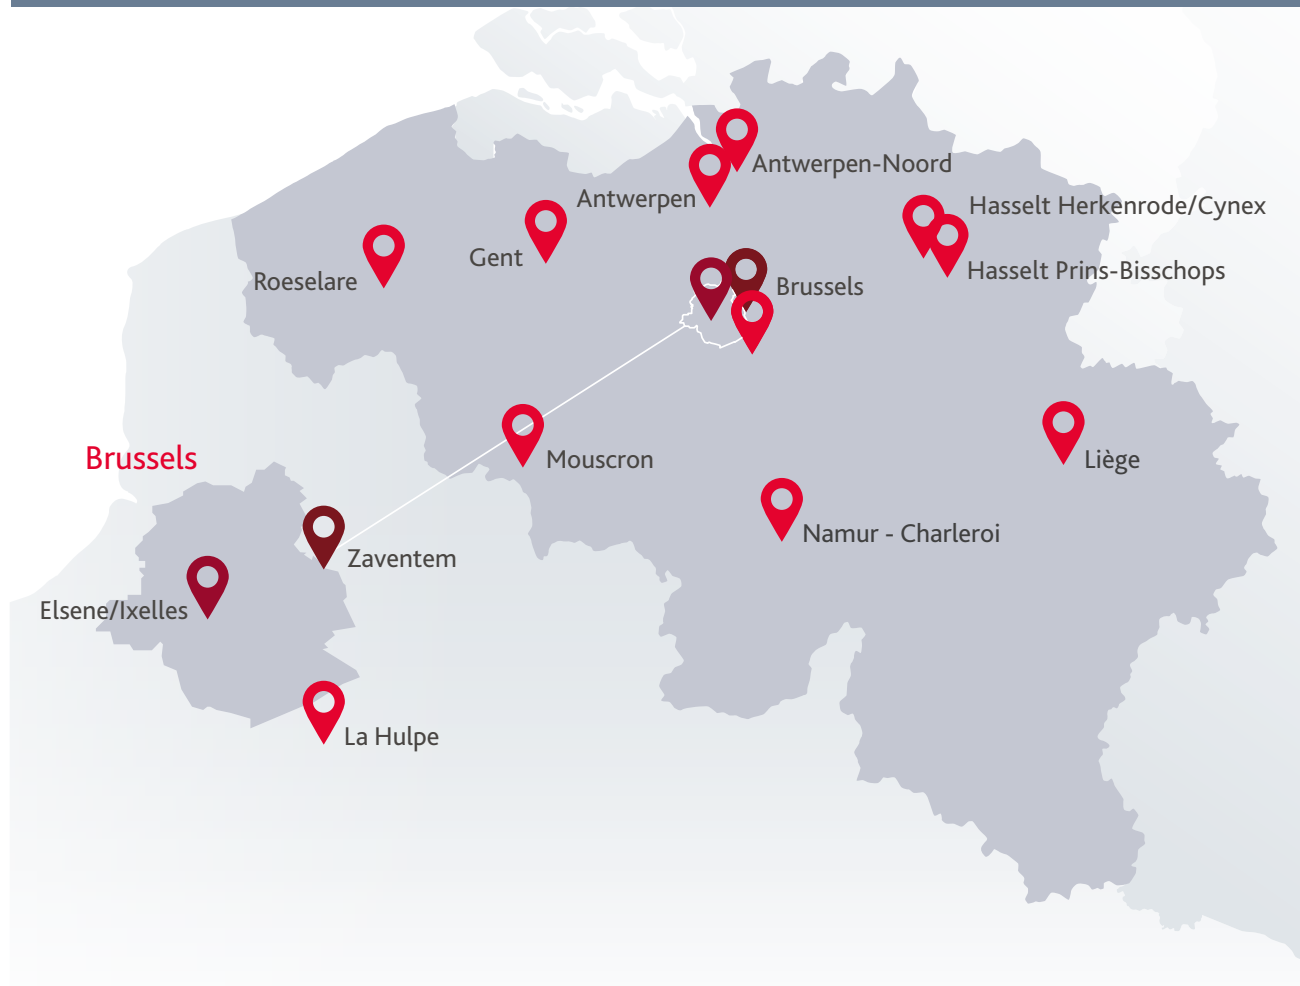 Antwerpen-Noord
Antwerpen
Hasselt Herkenrode/Cynex
Gent
Hasselt Prins-Bisschops
Roeselare
Brussels
Brussels
Mouscron
Liège
Namur - Charleroi
Zaventem
Elsene/Ixelles
La Hulpe